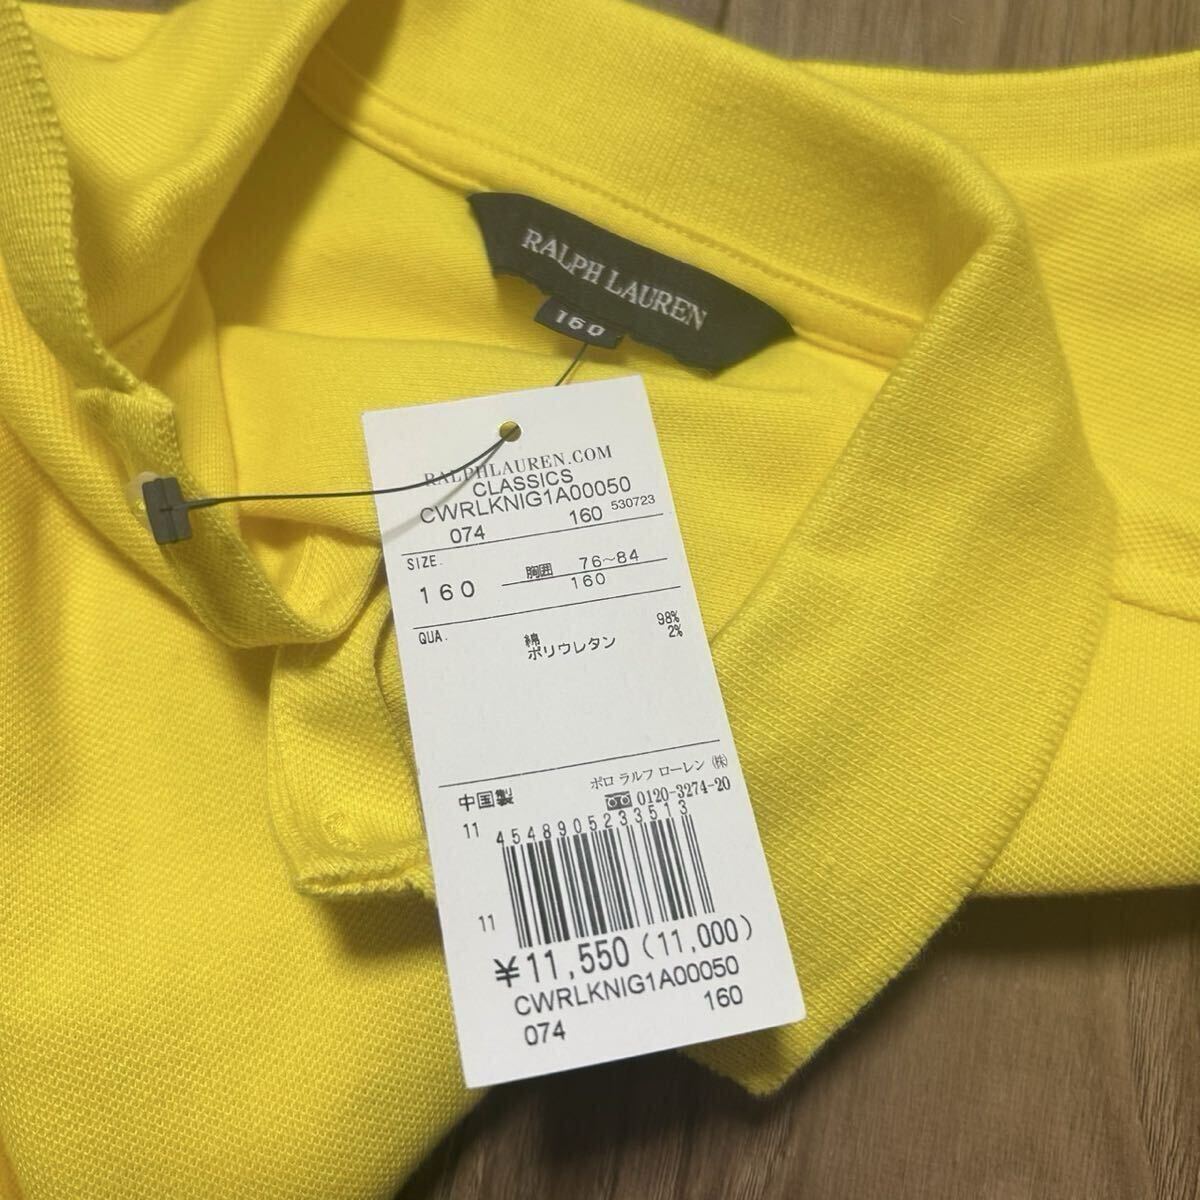 RALPH LAUREN
160
RALPHLAUREN.COM
CLASSICS
CWRLKNIG1A00050
074 160 530723
SIZE.
160 胸囲 76~84
160
QUA. 綿 98%
ポリウレタン 2%
ポロ ラルフ ローレン ㈱
中国製 0120-3274-20
11 4548905233513
11
¥11,550 (11,000)
CWRLKNIG1A00050
074 160